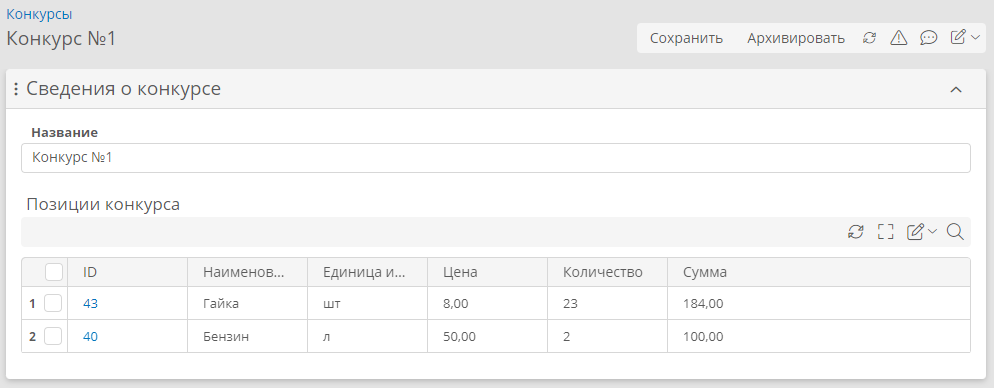 Конкурсы
Конкурс №1
Сохранить Архивировать
Сведения о конкурсе
Название
Конкурс №1
Позиции конкурса
ID Наименов... Единица и... Цена Количество Сумма
1 43 Гайка шт 8,00 23 184,00
2 40 Бензин л 50,00 2 100,00